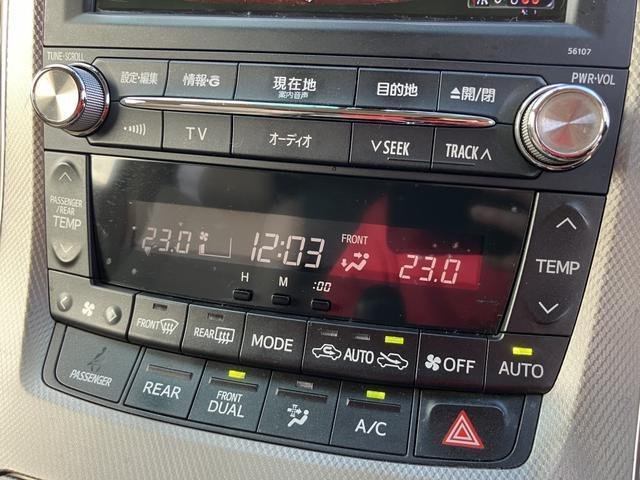 56107
TUNE·SCROLL
PWR·VOL
設定・編集
情報・G
現在地
案内音声
目的地
開/閉
TV
オーディオ
SEEK
TRACK
PASSENGER
/REAR
TEMP
23.0
12:03
FRONT
23.0
TEMP
H
M
:00
FRONT
REAR
MODE
AUTO
OFF
AUTO
PASSENGER
REAR
FRONT
DUAL
A/C